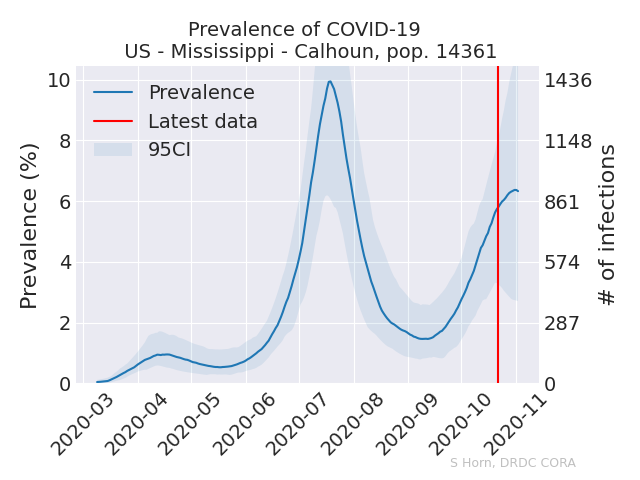 Prevalence of COVID-19
US - Mississippi - Calhoun, pop. 14361
Prevalence
Latest data
95CI
Prevalence (%)
10
8
6
4
2
0
# of infections
1436
1148
861
574
287
0
2020-03
2020-04
2020-05
2020-06
2020-07
2020-08
2020-09
2020-10
2020-11
S Horn, DRDC CORA